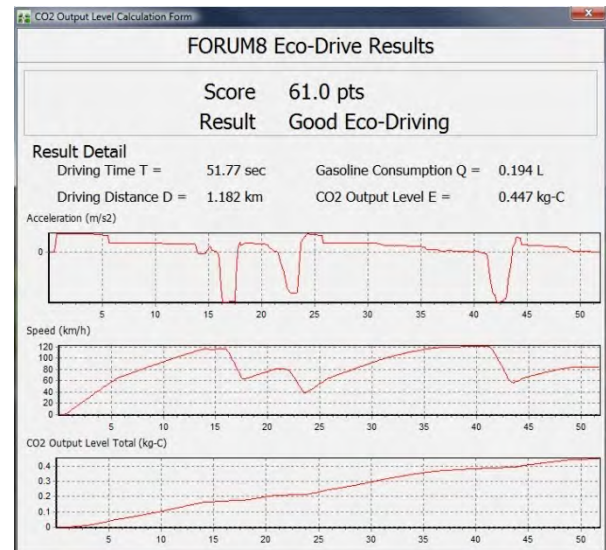 CO2 Output Level Calculation Form
FORUM8 Eco-Drive Results
Score 61.0 pts
Result Good Eco-Driving
Result Detail
Driving Time T = 51.77 sec Gasoline Consumption Q = 0.194 L
Driving Distance D = 1.182 km CO2 Output Level E = 0.447 kg-C
Acceleration (m/s2)
0
5 10 15 20 25 30 35 40 45 50
Speed (km/h)
120
100
80
60
40
20
0
5 10 15 20 25 30 35 40 45 50
CO2 Output Level Total (kg-C)
0.4
0.3
0.2
0.1
5 10 15 20 25 30 35 40 45 50